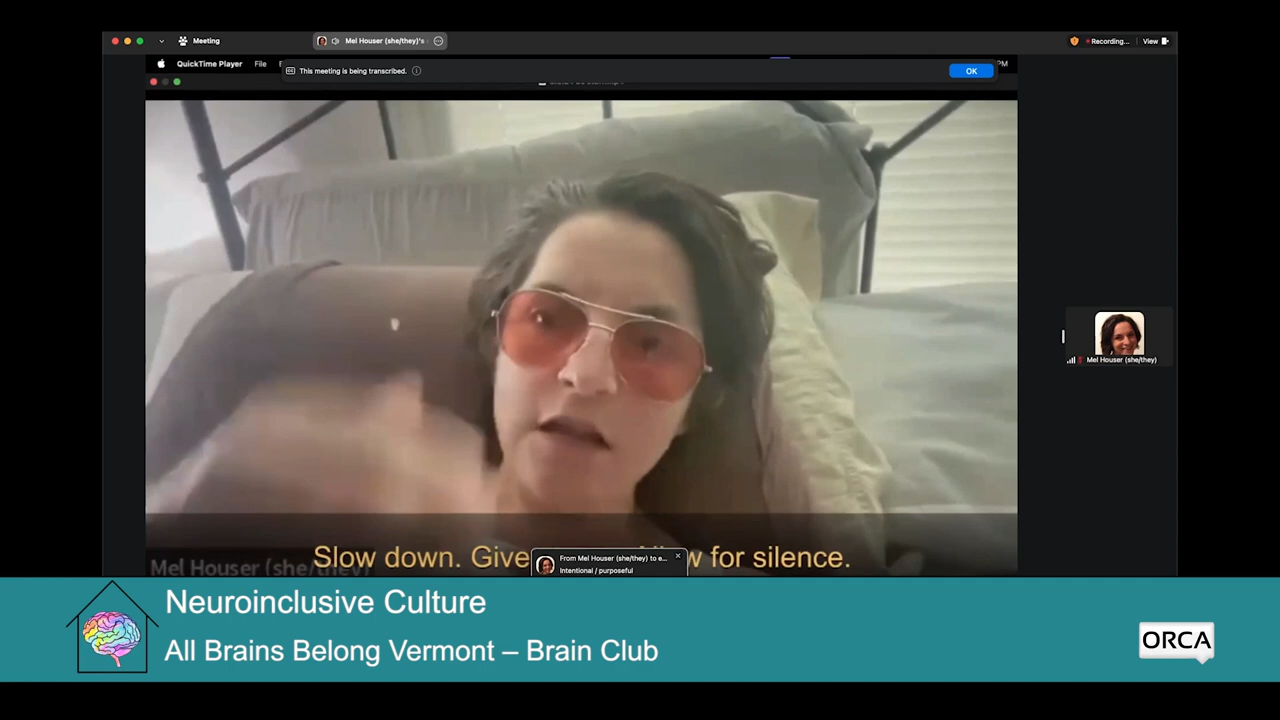 Meeting
Mel Houser (she/they)'s
Recording...
View
QuickTime Player
File
This meeting is being transcribed.
OK
PM
Mel Houser (she/they)
Mel Houser (she/they)
Slow down. Give
w for silence.
From Mel Houser (she/they) to e...
Intentional / purposeful
Neuroinclusive Culture
All Brains Belong Vermont – Brain Club
ORCA